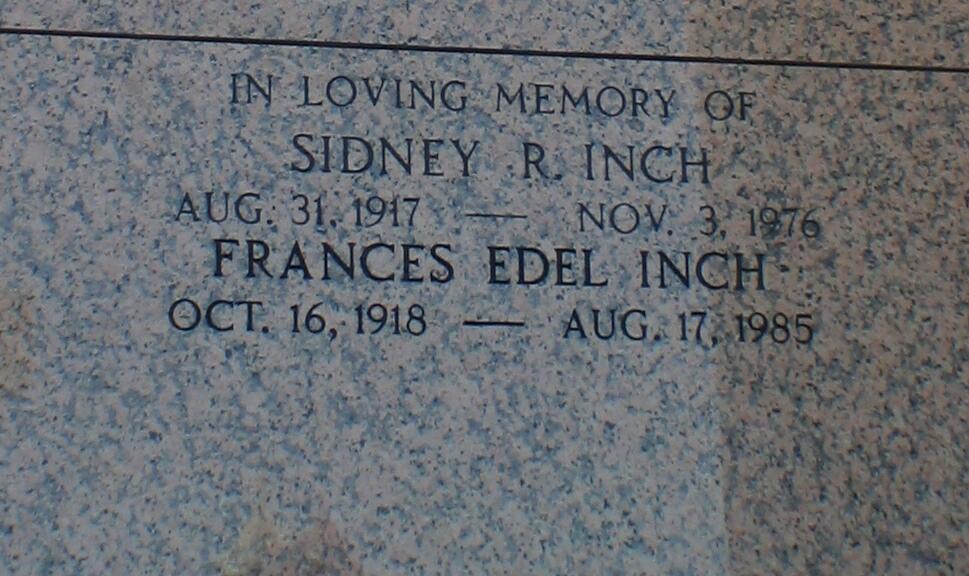 IN LOVING MEMORY OF
SIDNEY R. INCH
AUG. 31, 1917 — NOV. 3, 1976
FRANCES EDEL INCH
OCT. 16, 1918 — AUG. 17, 1985